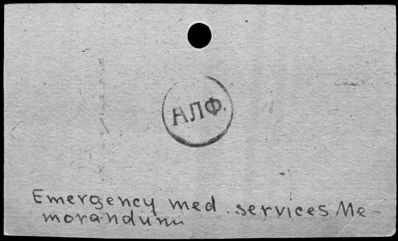 АЛФ.
Emergency med. services Me-
morandum